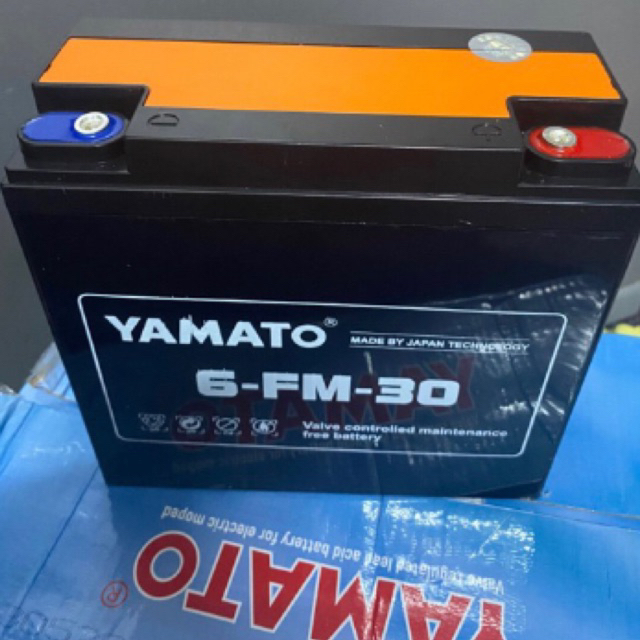 YAMATO®
MADE BY JAPAN TECHNOLOGY
6-FM-30
Valve controlled maintenance
free battery
Valve regulated lead acid battery for electric moped
YAMATO®